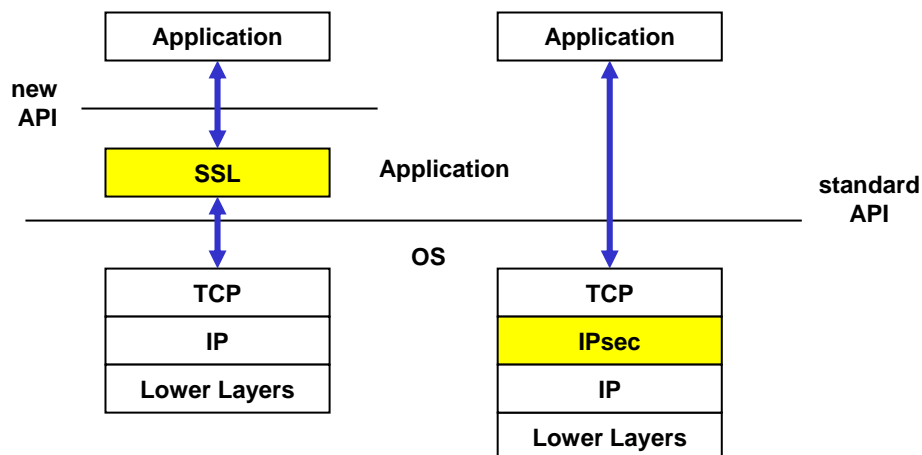 Application
Application
new
API
SSL
Application
standard
API
OS
TCP
TCP
IP
IPsec
Lower Layers
IP
Lower Layers